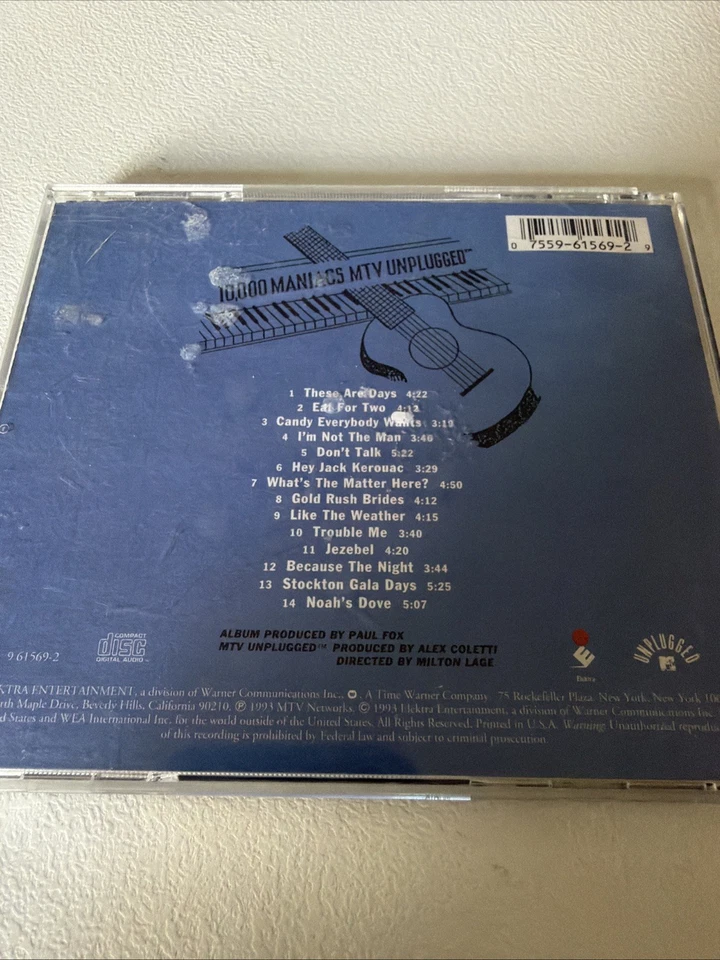 0 7559-61569-2 9
10,000 MANIACS MTV UNPLUGGED™
1 These Are Days 4:22
2 Eat For Two 4:12
3 Candy Everybody Wants 3:19
4 I'm Not The Man 3:46
5 Don't Talk 5:22
6 Hey Jack Kerouac 3:29
7 What's The Matter Here? 4:50
8 Gold Rush Brides 4:12
9 Like The Weather 4:15
10 Trouble Me 3:40
11 Jezebel 4:20
12 Because The Night 3:44
13 Stockton Gala Days 5:25
14 Noah's Dove 5:07
ALBUM PRODUCED BY PAUL FOX
MTV UNPLUGGED™ PRODUCED BY ALEX COLETTI
DIRECTED BY MILTON LAGE
9 61569-2
COMPACT
disc
DIGITAL AUDIO
Elektra
UNPLUGGED
MTV
ENTERTAINMENT, a division of Warner Communications Inc., A Time Warner Company. 75 Rockefeller Plaza, New York, New York
Maple Drive, Beverly Hills, California 90210. ℗ 1993 MTV Networks. © 1993 Elektra Entertainment, a division of Warner Communications Inc
States and WEA International Inc. for the world outside of the United States. All Rights Reserved. Printed in U.S.A. Warning: Unauthorized
of this recording is prohibited by Federal law and subject to criminal prosecution.